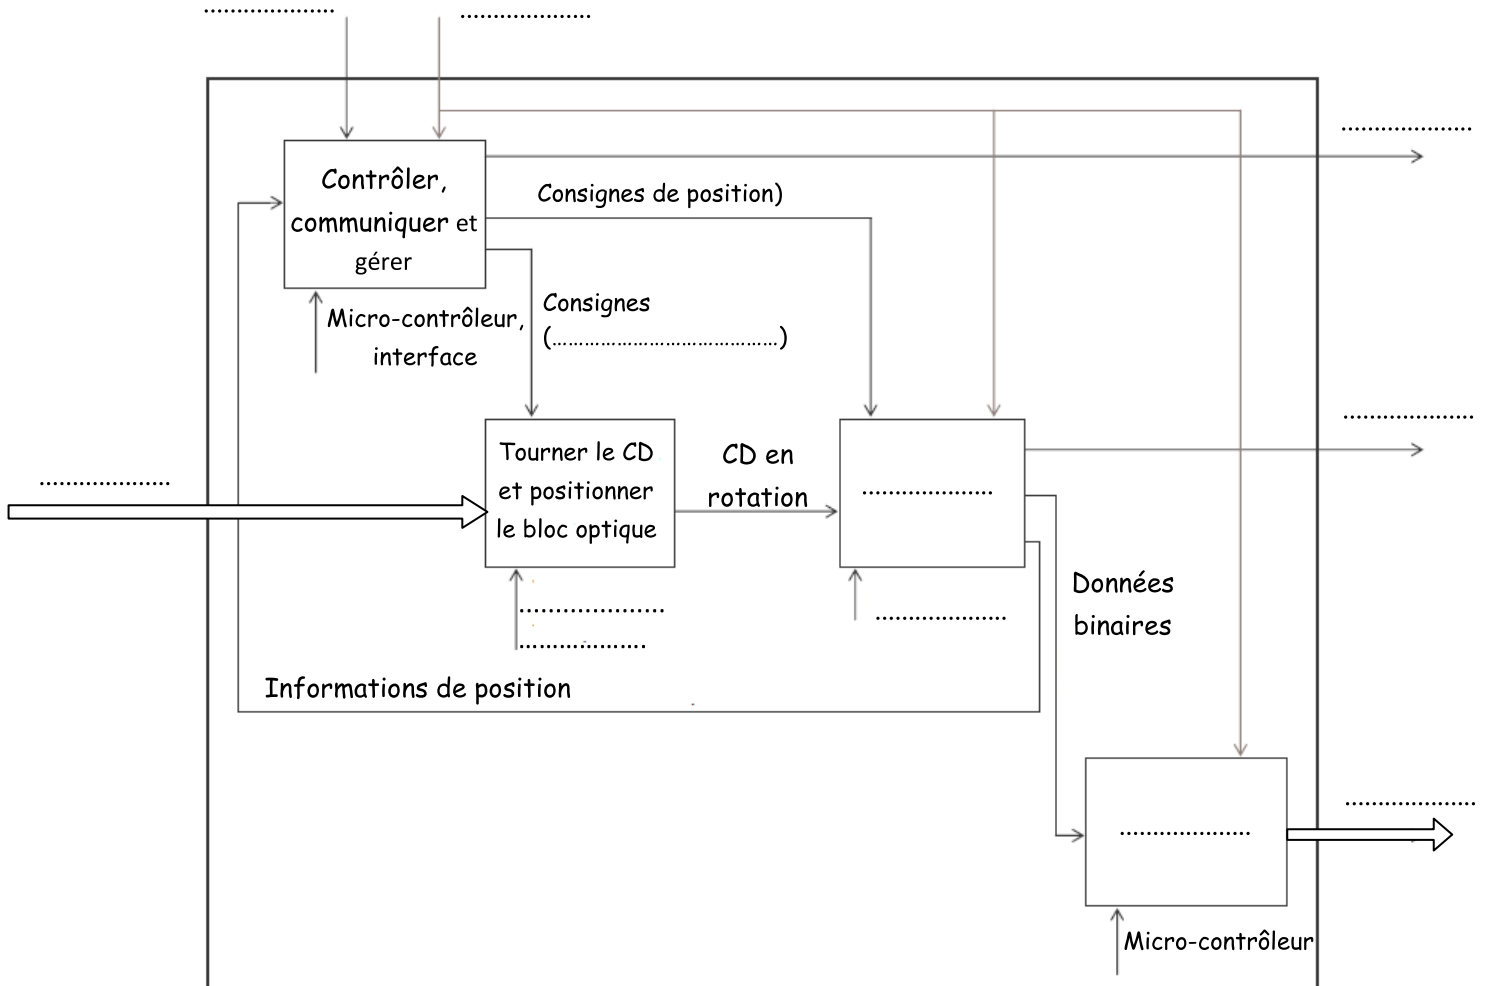 .....................
.....................
.....................
Contrôler,
communiquer et
gérer
Consignes de position)
Micro-contrôleur,
interface
Consignes
(..........................................)
.....................
Tourner le CD
et positionner
le bloc optique
CD en
rotation
.....................
.....................
.......................
....................
.....................
Données
binaires
Informations de position
.....................
.....................
Micro-contrôleur